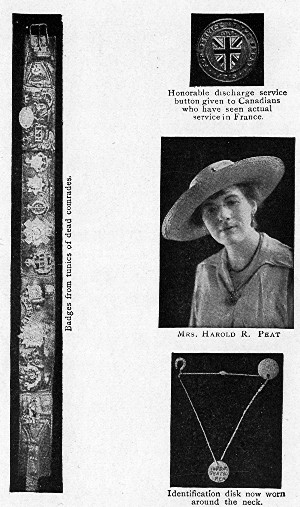 Honorable discharge service
button given to Canadians
who have seen actual
service in France.
Badges from tunics of dead comrades.
Mrs. Harold R. Peat
Identification disk now worn
around the neck.